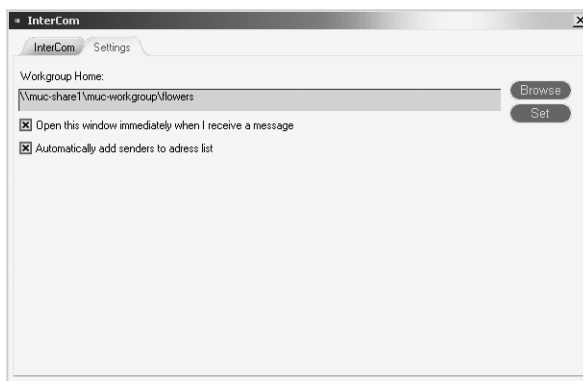 InterCom
InterCom Settings
Workgroup Home:
\\muc-share1\muc-workgroup\flowers
Browse
Set
Open this window immediately when I receive a message
Automatically add senders to adress list